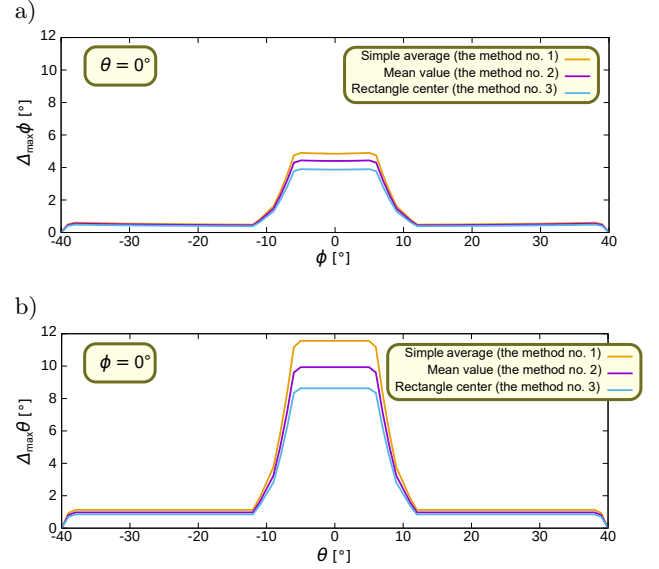 a)
12
10
8
6
4
2
0
Δmaxϕ [°]
θ = 0°
Simple average (the method no. 1)
Mean value (the method no. 2)
Rectangle center (the method no. 3)
-40 -30 -20 -10 0 10 20 30 40
ϕ [°]
b)
12
10
8
6
4
2
0
Δmaxθ [°]
ϕ = 0°
Simple average (the method no. 1)
Mean value (the method no. 2)
Rectangle center (the method no. 3)
-40 -30 -20 -10 0 10 20 30 40
θ [°]